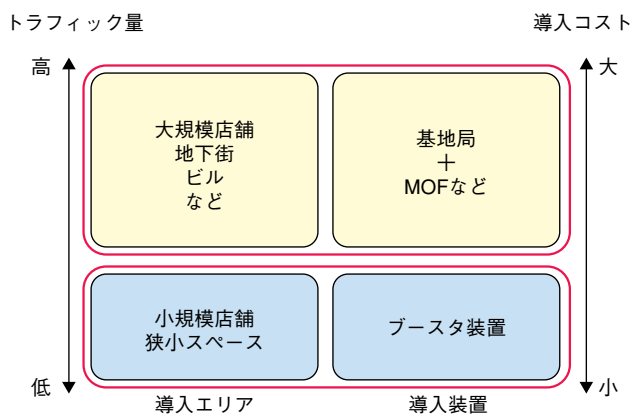 トラフィック量
導入コスト
高
大
大規模店舗
地下街
ビル
など
基地局
＋
MOFなど
小規模店舗
狭小スペース
ブースタ装置
低
小
導入エリア
導入装置